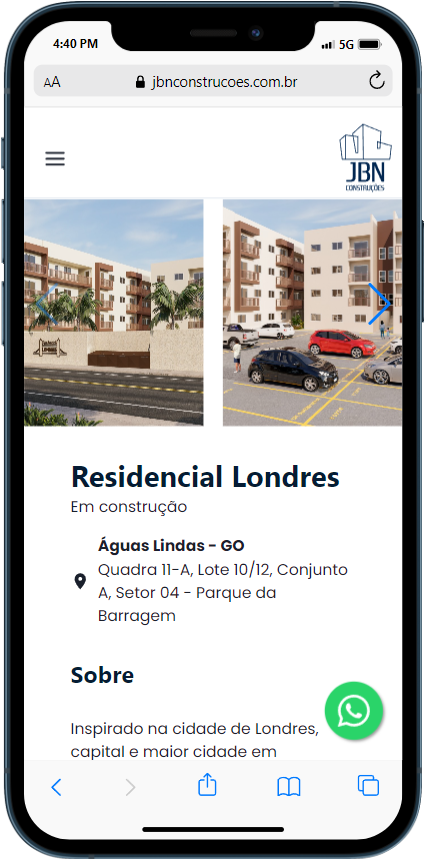 4:40 PM
5G
AA
jbnconstrucoes.com.br
JBN
CONSTRUÇÕES
Residencial Londres
Em construção
Águas Lindas - GO
Quadra 11-A, Lote 10/12, Conjunto
A, Setor 04 - Parque da
Barragem
Sobre
Inspirado na cidade de Londres,
capital e maior cidade em